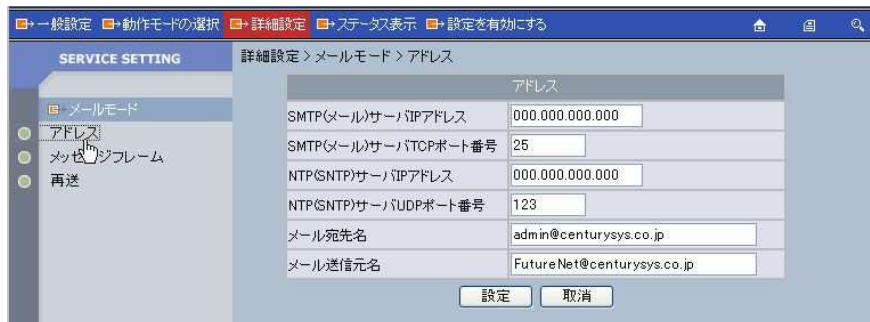 一般設定 動作モードの選択 詳細設定 ステータス表示 設定を有効にする
SERVICE SETTING
メールモード
アドレス
メッセージフレーム
再送
詳細設定 > メールモード > アドレス
アドレス
SMTP(メール)サーバIPアドレス 000.000.000.000
SMTP(メール)サーバTCPポート番号 25
NTP(SNTP)サーバIPアドレス 000.000.000.000
NTP(SNTP)サーバUDPポート番号 123
メール宛先名 admin@centurysys.co.jp
メール送信元名 FutureNet@centurysys.co.jp
設定 取消